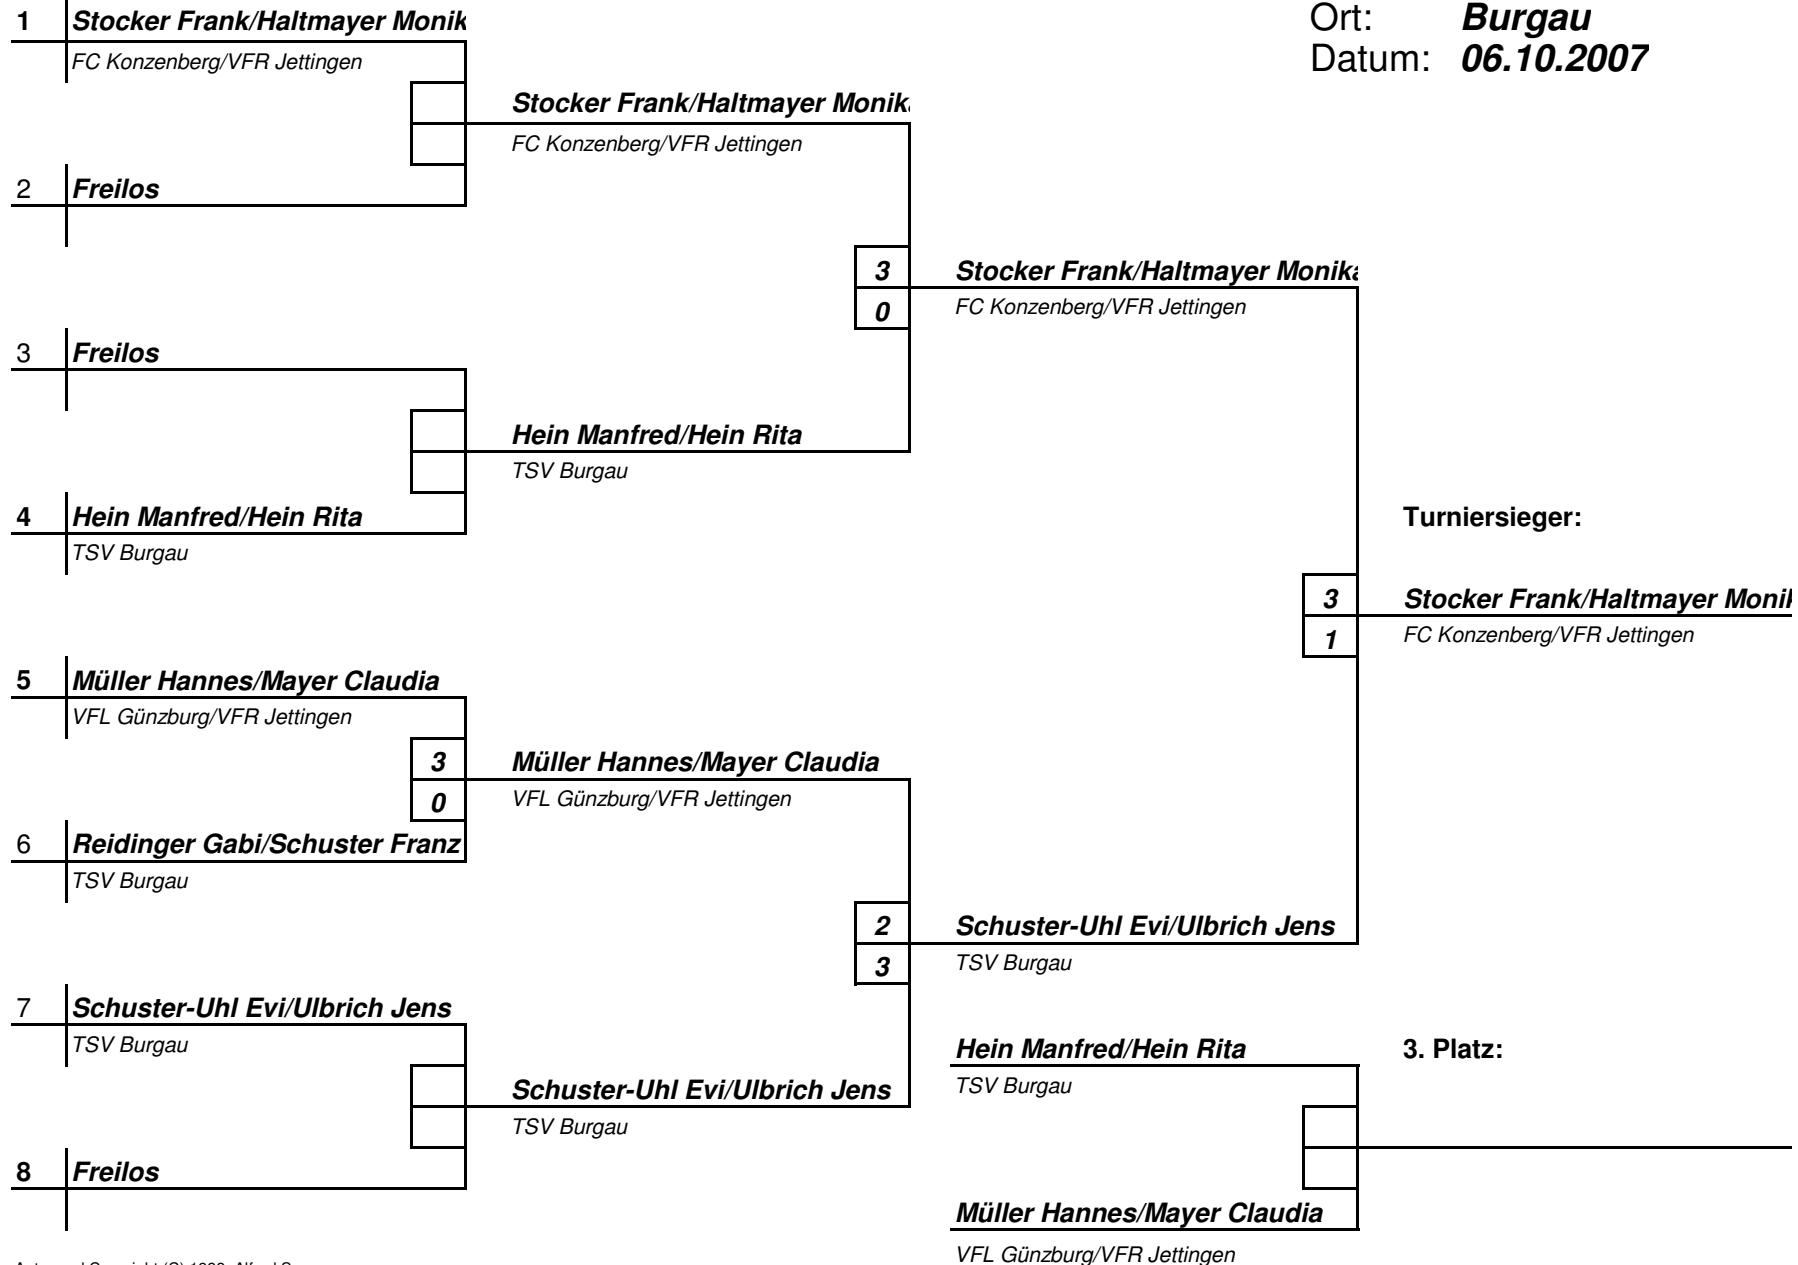 1 Stocker Frank/Haltmayer Monik
FC Konzenberg/VFR Jettingen
Ort: Burgau
Datum: 06.10.2007
Stocker Frank/Haltmayer Monika
FC Konzenberg/VFR Jettingen
2 Freilos
3 Stocker Frank/Haltmayer Monika
0 FC Konzenberg/VFR Jettingen
3 Freilos
Hein Manfred/Hein Rita
TSV Burgau
4 Hein Manfred/Hein Rita
TSV Burgau
Turniersieger:
3 Stocker Frank/Haltmayer Monik
1 FC Konzenberg/VFR Jettingen
5 Müller Hannes/Mayer Claudia
VFL Günzburg/VFR Jettingen
3 Müller Hannes/Mayer Claudia
0 VFL Günzburg/VFR Jettingen
6 Reidinger Gabi/Schuster Franz
TSV Burgau
2 Schuster-Uhl Evi/Ulbrich Jens
3 TSV Burgau
7 Schuster-Uhl Evi/Ulbrich Jens
TSV Burgau
Hein Manfred/Hein Rita
TSV Burgau
3. Platz:
Schuster-Uhl Evi/Ulbrich Jens
TSV Burgau
8 Freilos
Müller Hannes/Mayer Claudia
VFL Günzburg/VFR Jettingen